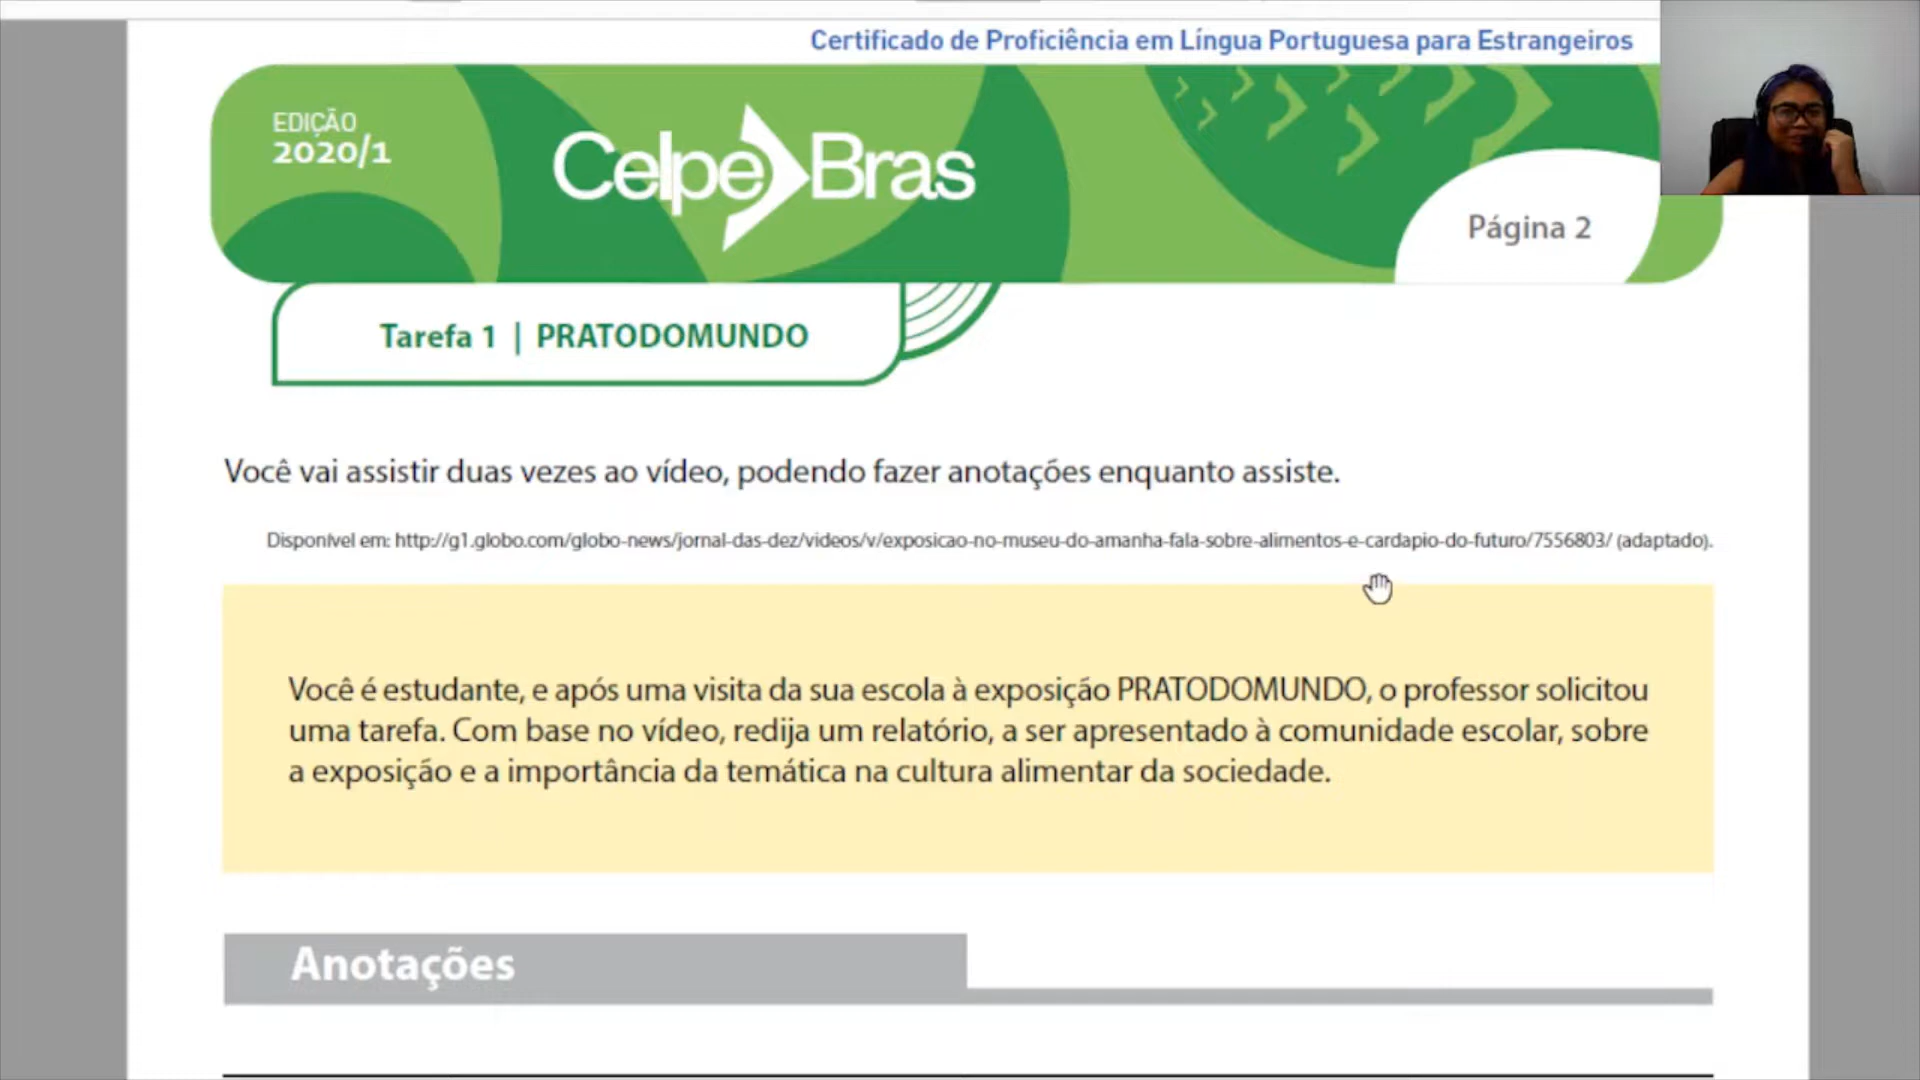 Certificado de Proficiência em Língua Portuguesa para Estrangeiros
EDIÇÃO
2020/1
Celpe Bras
Página 2
Tarefa 1 | PRATODOMUNDO
Você vai assistir duas vezes ao vídeo, podendo fazer anotações enquanto assiste.
Disponível em: http://g1.globo.com/globo-news/jornal-das-dez/videos/v/exposicao-no-museu-do-amanha-fala-sobre-alimentos-e-cardapio-do-futuro/7556803/ (adaptado).
Você é estudante, e após uma visita da sua escola à exposição PRATODOMUNDO, o professor solicitou
uma tarefa. Com base no vídeo, redija um relatório, a ser apresentado à comunidade escolar, sobre
a exposição e a importância da temática na cultura alimentar da sociedade.
Anotações